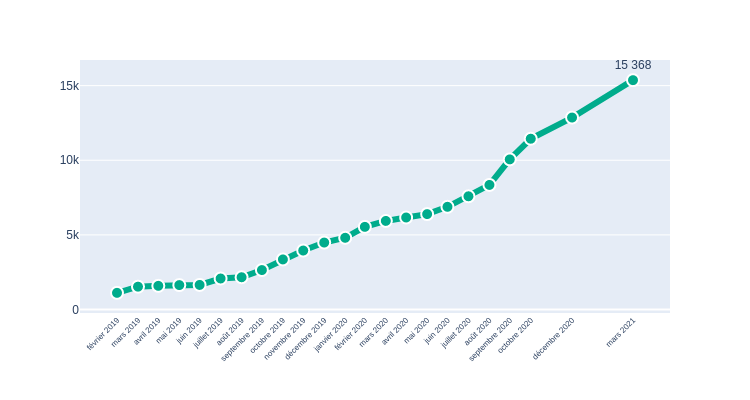 15 368
15k
10k
5k
0
février 2019
mars 2019
avril 2019
mai 2019
juin 2019
juillet 2019
août 2019
septembre 2019
octobre 2019
novembre 2019
décembre 2019
janvier 2020
février 2020
mars 2020
avril 2020
mai 2020
juin 2020
juillet 2020
août 2020
septembre 2020
octobre 2020
décembre 2020
mars 2021